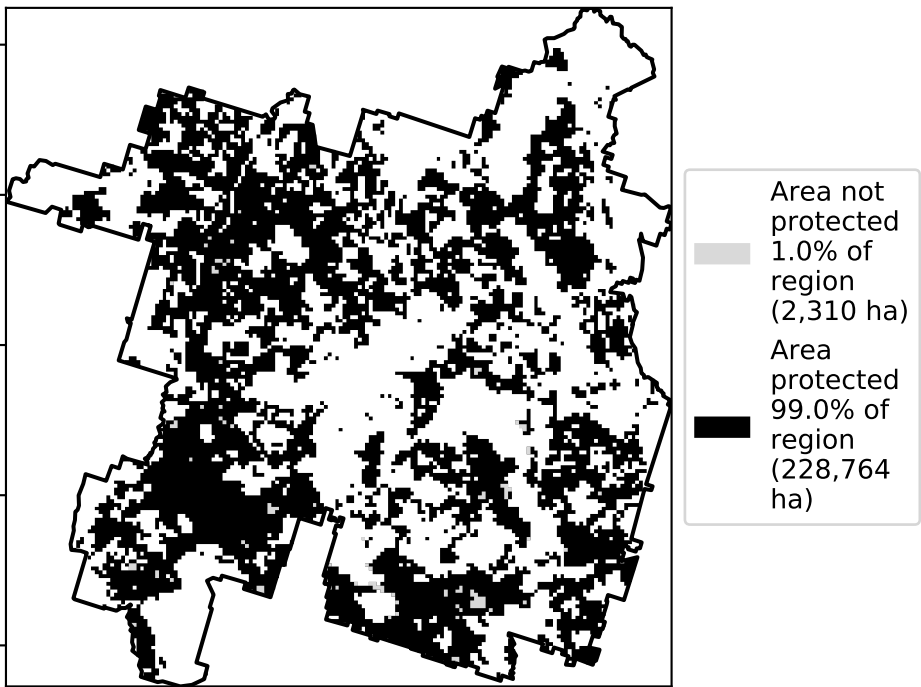 Area not
protected
1.0% of
region
(2,310 ha)
Area
protected
99.0% of
region
(228,764
ha)